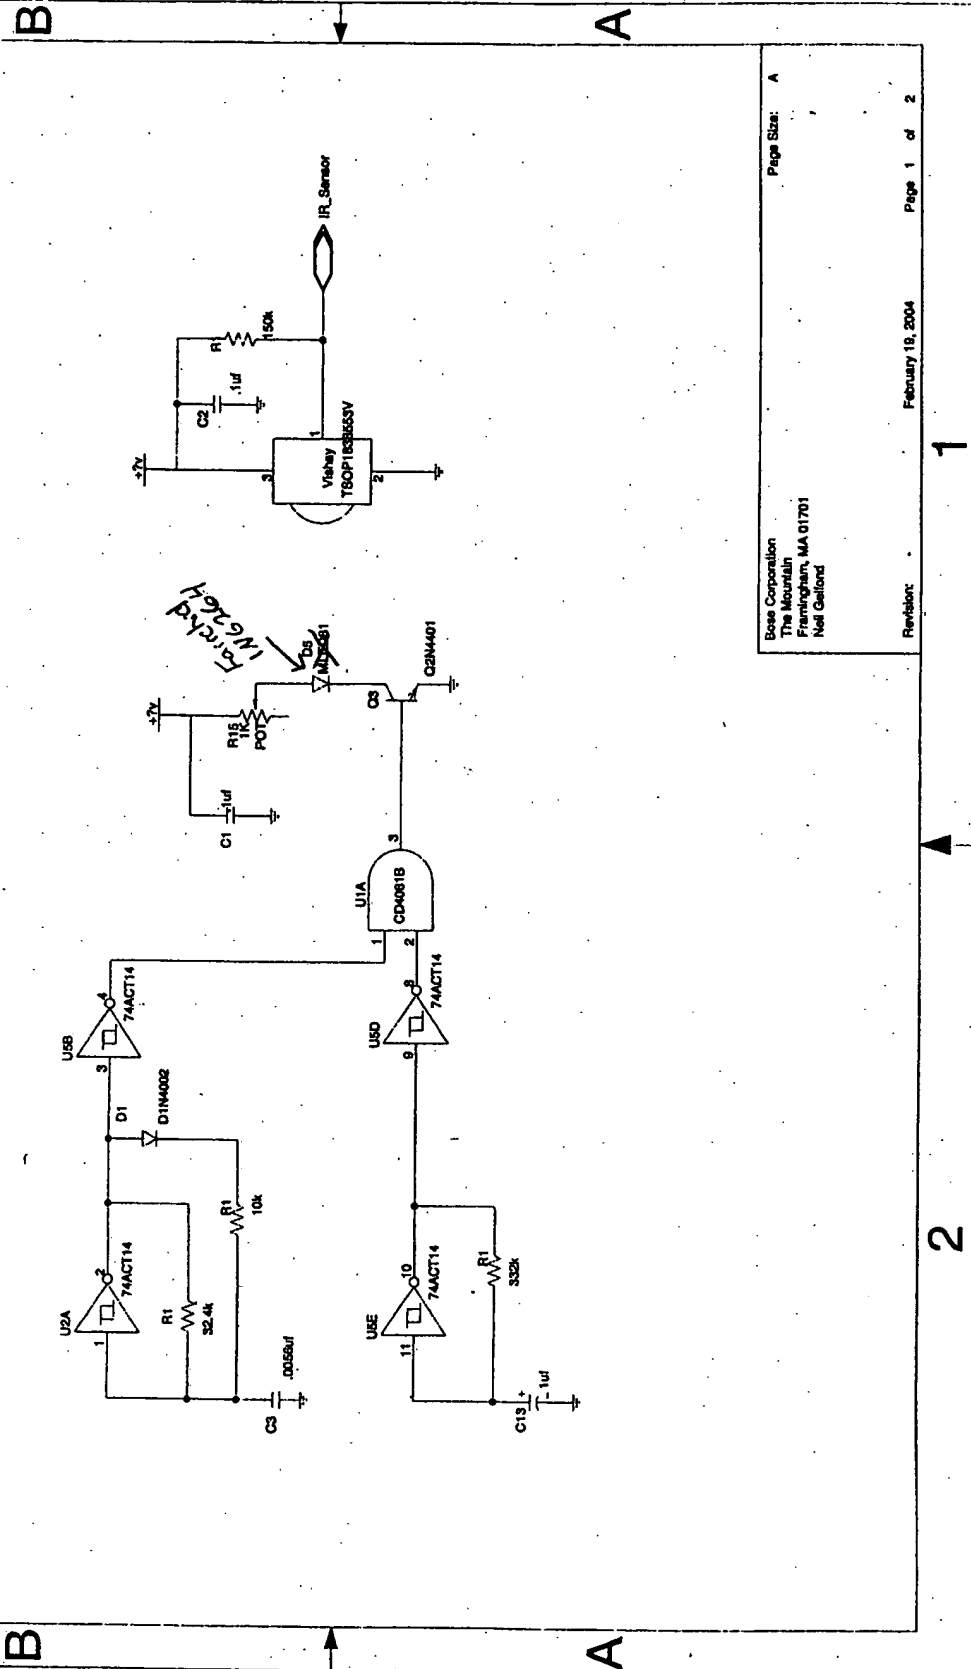 B
A
U2A
1
2
74ACT14
R1
32.4k
R1
10k
C3
.0056uf
D1
D1N4002
U5B
3
4
74ACT14
U5E
11
10
74ACT14
R1
332k
C13
+
.1uf
U5D
9
8
74ACT14
U1A
1
2
3
CD4081B
+7v
C1
.1uf
R15
1K
POT
Fairchild
1N6264
D5
Q3
Q2N4401
+7v
C2
.1uf
R1
150k
3
1
2
Vishay
IR_Sensor
Bose Corporation
The Mountain
Framingham, MA 01701
Neil Gelfond
Page Size: A
Revision:
February 19, 2004
Page 1 of 2
2
1
B
A